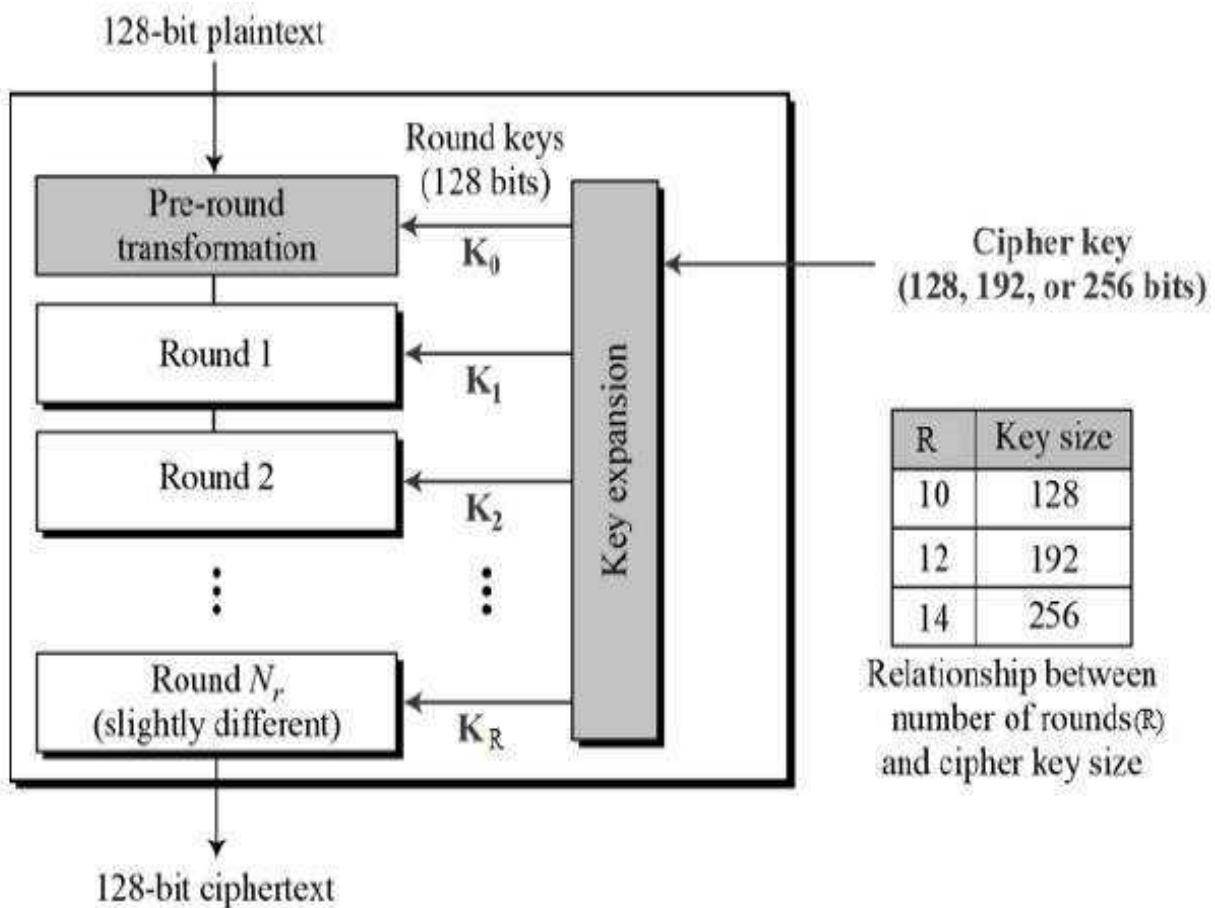 128-bit plaintext
Round keys
(128 bits)
Pre-round
transformation
K₀
Cipher key
(128, 192, or 256 bits)
Round 1
K₁
Key expansion
Round 2
K₂
R Key size
10 128
12 192
14 256
Relationship between
number of rounds(R)
and cipher key size
Round Nᵣ
(slightly different)
K_R
128-bit ciphertext